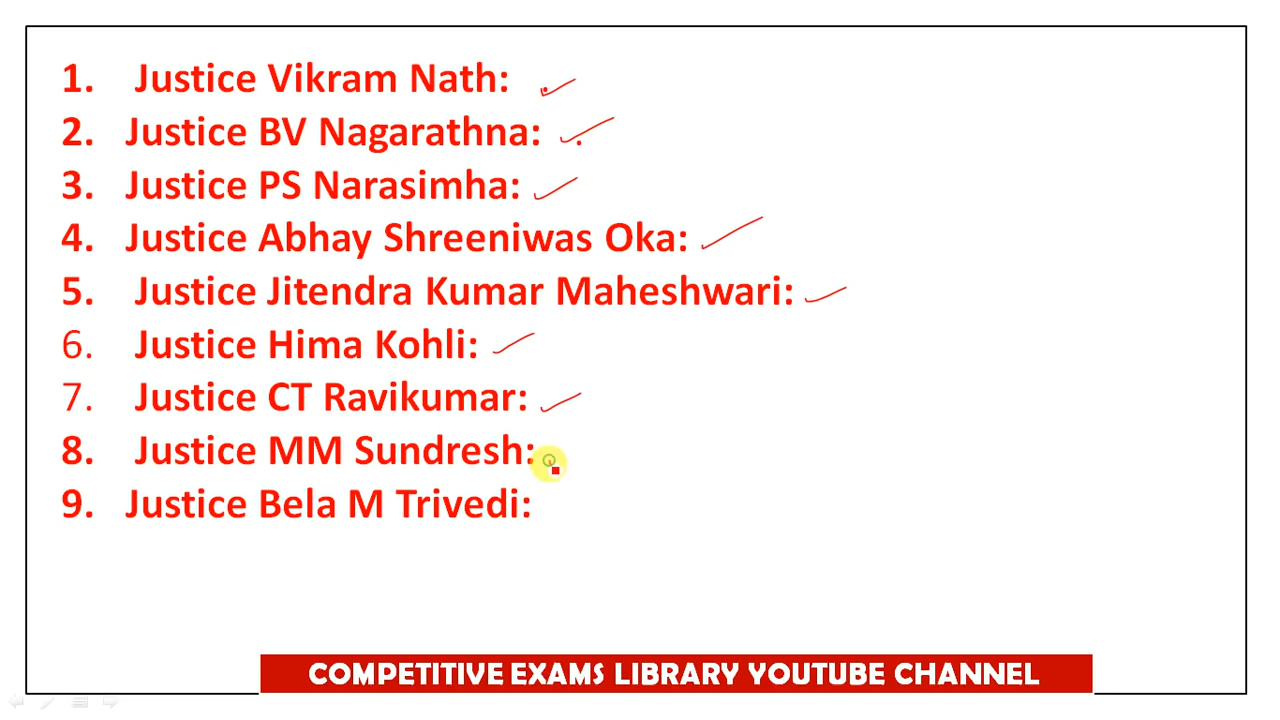 1. Justice Vikram Nath:
2. Justice BV Nagarathna:
3. Justice PS Narasimha:
4. Justice Abhay Shreeniwas Oka:
5. Justice Jitendra Kumar Maheshwari:
6. Justice Hima Kohli:
7. Justice CT Ravikumar:
8. Justice MM Sundresh:
9. Justice Bela M Trivedi:
COMPETITIVE EXAMS LIBRARY YOUTUBE CHANNEL